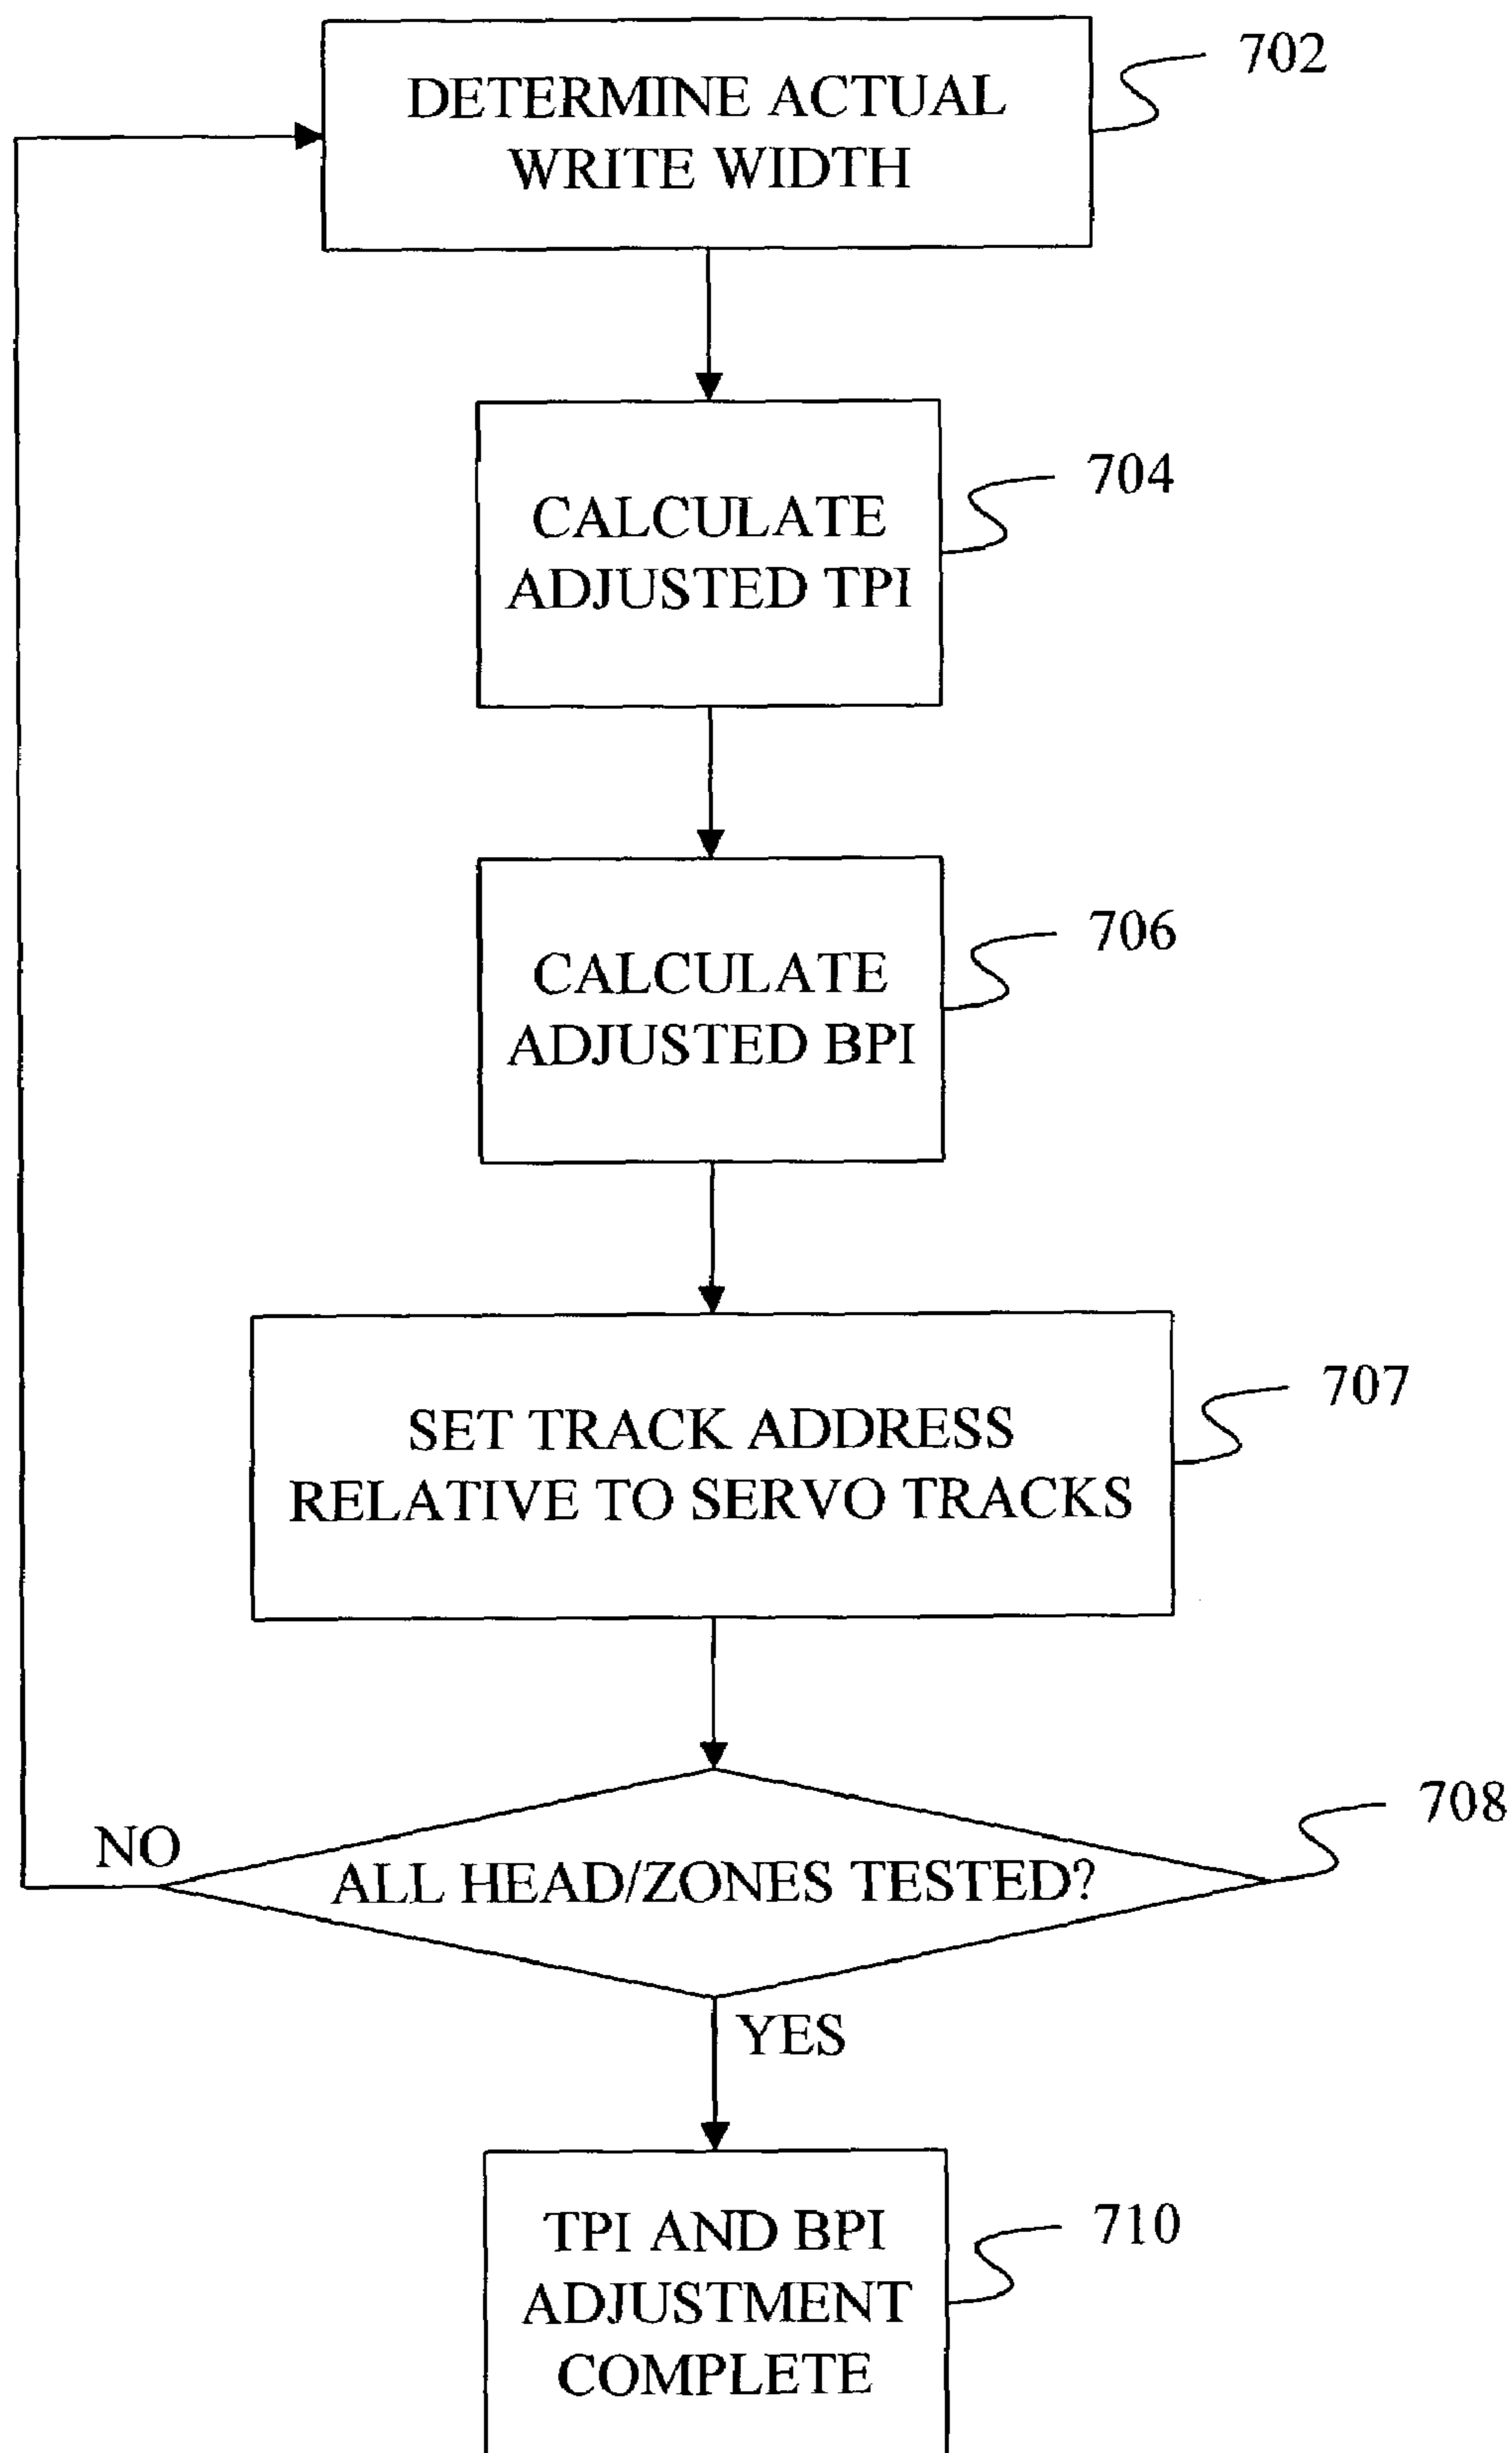 DETERMINE ACTUAL
WRITE WIDTH
702
CALCULATE
ADJUSTED TPI
704
CALCULATE
ADJUSTED BPI
706
SET TRACK ADDRESS
RELATIVE TO SERVO TRACKS
707
ALL HEAD/ZONES TESTED?
708
NO
YES
TPI AND BPI
ADJUSTMENT
COMPLETE
710